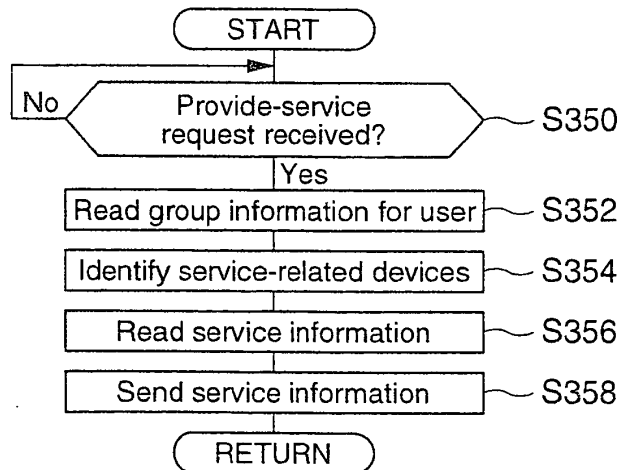 START
No
Provide-service
request received?
S350
Yes
Read group information for user
S352
Identify service-related devices
S354
Read service information
S356
Send service information
S358
RETURN